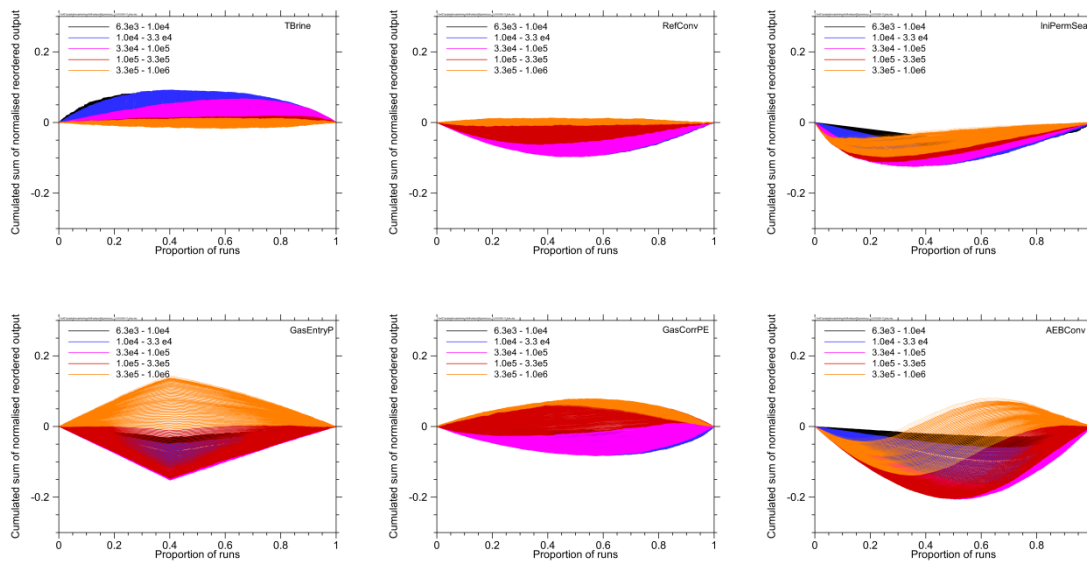 TBrine
6.3e3 - 1.0e4
1.0e4 - 3.3 e4
3.3e4 - 1.0e5
1.0e5 - 3.3e5
3.3e5 - 1.0e6
Cumulated sum of normalised reordered output
0.2
0
-0.2
0 0.2 0.4 0.6 0.8 1
Proportion of runs
RefConv
6.3e3 - 1.0e4
1.0e4 - 3.3 e4
3.3e4 - 1.0e5
1.0e5 - 3.3e5
3.3e5 - 1.0e6
Cumulated sum of normalised reordered output
0.2
0
-0.2
0 0.2 0.4 0.6 0.8 1
Proportion of runs
IniPermSea
6.3e3 - 1.0e4
1.0e4 - 3.3 e4
3.3e4 - 1.0e5
1.0e5 - 3.3e5
3.3e5 - 1.0e6
Cumulated sum of normalised reordered output
0.2
0
-0.2
0 0.2 0.4 0.6 0.8
Proportion of runs
GasEntryP
6.3e3 - 1.0e4
1.0e4 - 3.3 e4
3.3e4 - 1.0e5
1.0e5 - 3.3e5
3.3e5 - 1.0e6
Cumulated sum of normalised reordered output
0.2
0
-0.2
0 0.2 0.4 0.6 0.8 1
Proportion of runs
GasCorrPE
6.3e3 - 1.0e4
1.0e4 - 3.3 e4
3.3e4 - 1.0e5
1.0e5 - 3.3e5
3.3e5 - 1.0e6
Cumulated sum of normalised reordered output
0.2
0
-0.2
0 0.2 0.4 0.6 0.8 1
Proportion of runs
AEBConv
6.3e3 - 1.0e4
1.0e4 - 3.3 e4
3.3e4 - 1.0e5
1.0e5 - 3.3e5
3.3e5 - 1.0e6
Cumulated sum of normalised reordered output
0.2
0
-0.2
0 0.2 0.4 0.6 0.8
Proportion of runs